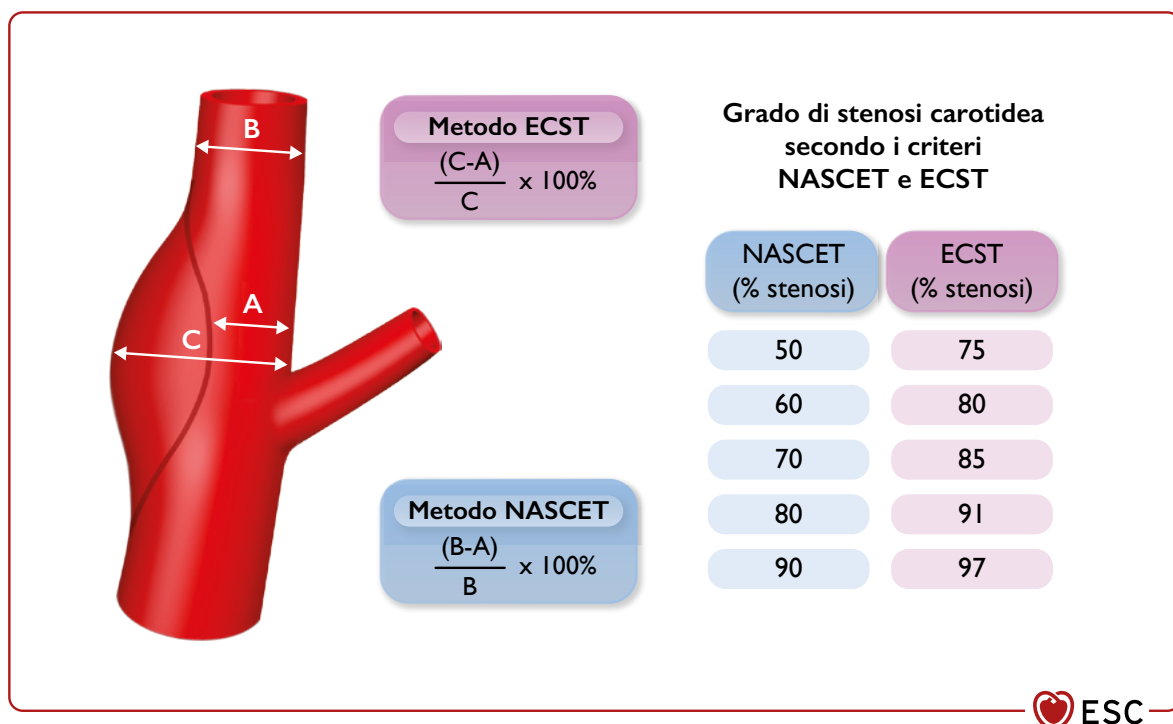 B
A
C
Metodo ECST
(C-A)
C
x 100%
Metodo NASCET
(B-A)
B
x 100%
Grado di stenosi carotidea
secondo i criteri
NASCET e ECST
NASCET ECST
(% stenosi) (% stenosi)
50 75
60 80
70 85
80 91
90 97
ESC